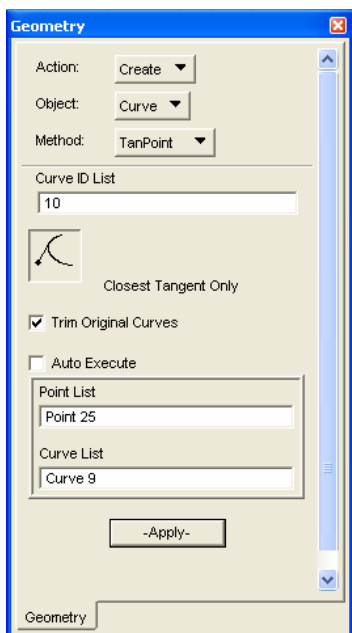 Geometry
Action: Create
Object: Curve
Method: TanPoint
Curve ID List
10
Closest Tangent Only
Trim Original Curves
Auto Execute
Point List
Point 25
Curve List
Curve 9
-Apply-
Geometry